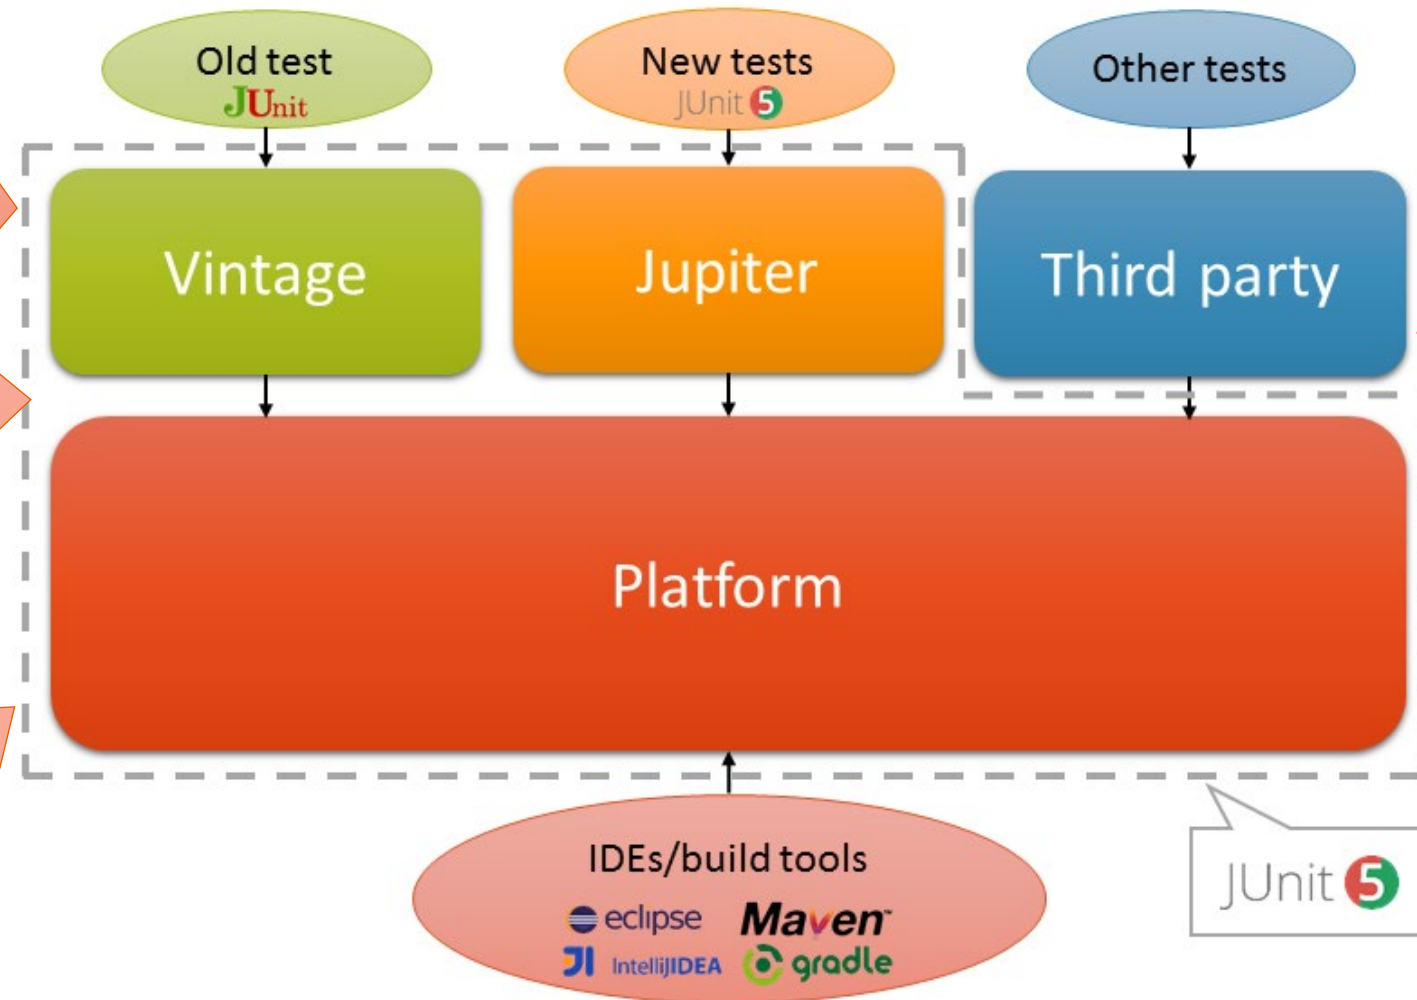 Old test
JUnit
New tests
JUnit 5
Other tests
Vintage
Jupiter
Third party
Platform
IDEs/build tools
eclipse
Maven™
IntelliJIDEA
gradle
JUnit 5